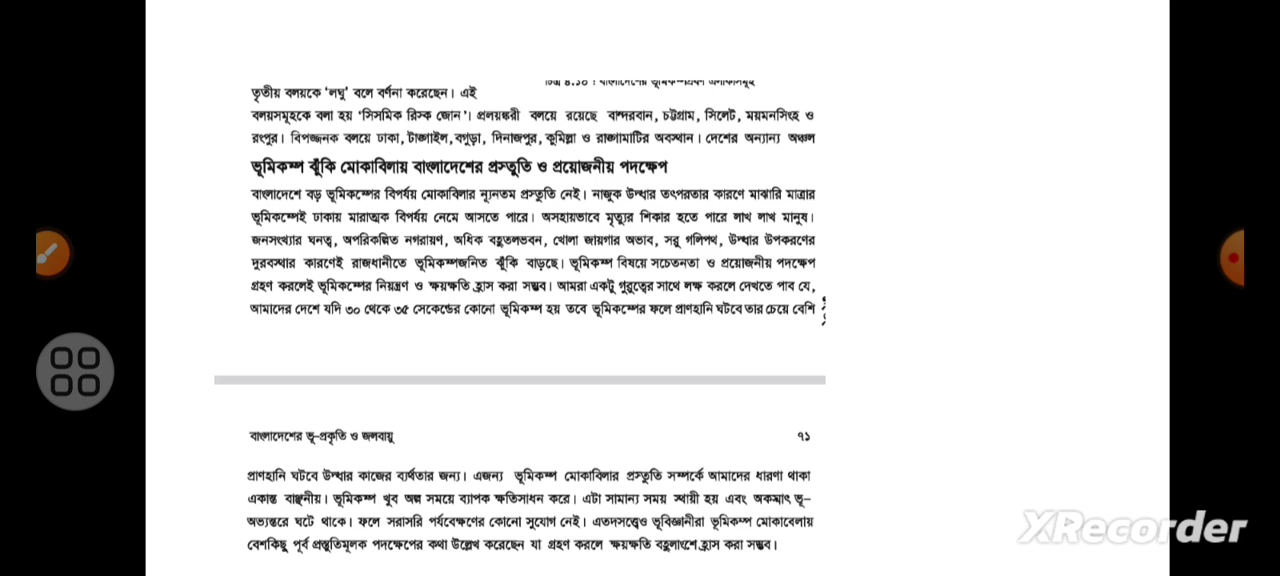 চিত্র ৪.১০ : বাংলাদেশের ভূমিকম্পপ্রবণ এলাকাসমূহ
তৃতীয় বলয়কে ‘লঘু’ বলে বর্ণনা করেছেন। এই
বলয়সমূহকে বলা হয় ‘সিসমিক রিস্ক জোন’। প্রলয়ঙ্করী বলয়ে রয়েছে বান্দরবান, চট্টগ্রাম, সিলেট, ময়মনসিংহ ও
রংপুর। বিপজ্জনক বলয়ে ঢাকা, টাঙ্গাইল, বগুড়া, দিনাজপুর, কুমিল্লা ও রাঙ্গামাটির অবস্থান। দেশের অন্যান্য অঞ্চল
ভূমিকম্প ঝুঁকি মোকাবিলায় বাংলাদেশের প্রস্তুতি ও প্রয়োজনীয় পদক্ষেপ
বাংলাদেশে বড় ভূমিকম্পের বিপর্যয় মোকাবিলার ন্যূনতম প্রস্তুতি নেই। নাজুক উদ্ধার তৎপরতার কারণে মাঝারি মাত্রার
ভূমিকম্পেই ঢাকায় মারাত্মক বিপর্যয় নেমে আসতে পারে। অসহায়ভাবে মৃত্যুর শিকার হতে পারে লাখ লাখ মানুষ।
জনসংখ্যার ঘনত্ব, অপরিকল্পিত নগরায়ণ, অধিক বহুতলভবন, খোলা জায়গার অভাব, সরু গলিপথ, উদ্ধার উপকরণের
দুরবস্থার কারণেই রাজধানীতে ভূমিকম্পজনিত ঝুঁকি বাড়ছে। ভূমিকম্প বিষয়ে সচেতনতা ও প্রয়োজনীয় পদক্ষেপ
গ্রহণ করলেই ভূমিকম্পের নিয়ন্ত্রণ ও ক্ষয়ক্ষতি হ্রাস করা সম্ভব। আমরা একটু গুরুত্বের সাথে লক্ষ করলে দেখতে পাব যে,
আমাদের দেশে যদি ৩০ থেকে ৩৫ সেকেন্ডের কোনো ভূমিকম্প হয় তবে ভূমিকম্পের ফলে প্রাণহানি ঘটবে তার চেয়ে বেশি
বাংলাদেশের ভূ-প্রকৃতি ও জলবায়ু ৭১
প্রাণহানি ঘটবে উদ্ধার কাজের ব্যর্থতার জন্য। এজন্য ভূমিকম্প মোকাবিলার প্রস্তুতি সম্পর্কে আমাদের ধারণা থাকা
একান্ত বাঞ্ছনীয়। ভূমিকম্প খুব অল্প সময়ে ব্যাপক ক্ষতিসাধন করে। এটা সামান্য সময় স্থায়ী হয় এবং অকস্মাৎ ভূ-
অভ্যন্তরে ঘটে থাকে। ফলে সরাসরি পর্যবেক্ষণের কোনো সুযোগ নেই। এতদসত্ত্বেও ভূবিজ্ঞানীরা ভূমিকম্প মোকাবেলায়
বেশকিছু পূর্ব প্রস্তুতিমূলক পদক্ষেপের কথা উল্লেখ করেছেন যা গ্রহণ করলে ক্ষয়ক্ষতি বহুলাংশে হ্রাস করা সম্ভব।
XRecorder